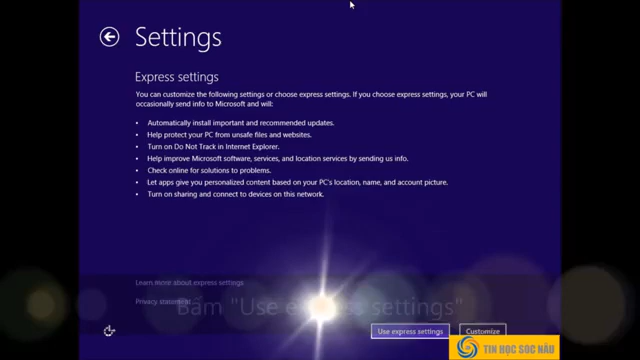 Settings
Express settings
You can customize the following settings or choose express settings. If you choose express settings, your PC will
occasionally send info to Microsoft and will:
• Automatically install important and recommended updates.
• Help protect your PC from unsafe files and websites.
• Turn on Do Not Track in Internet Explorer.
• Help improve Microsoft software, services, and location services by sending us info.
• Check online for solutions to problems.
• Let apps give you personalized content based on your PC's location, name, and account picture.
• Turn on sharing and connect to devices on this network.
Learn more about express settings
Privacy statement
Bấm "Use express settings"
Use express settings
Customize
TIN HỌC SÓC NÂU